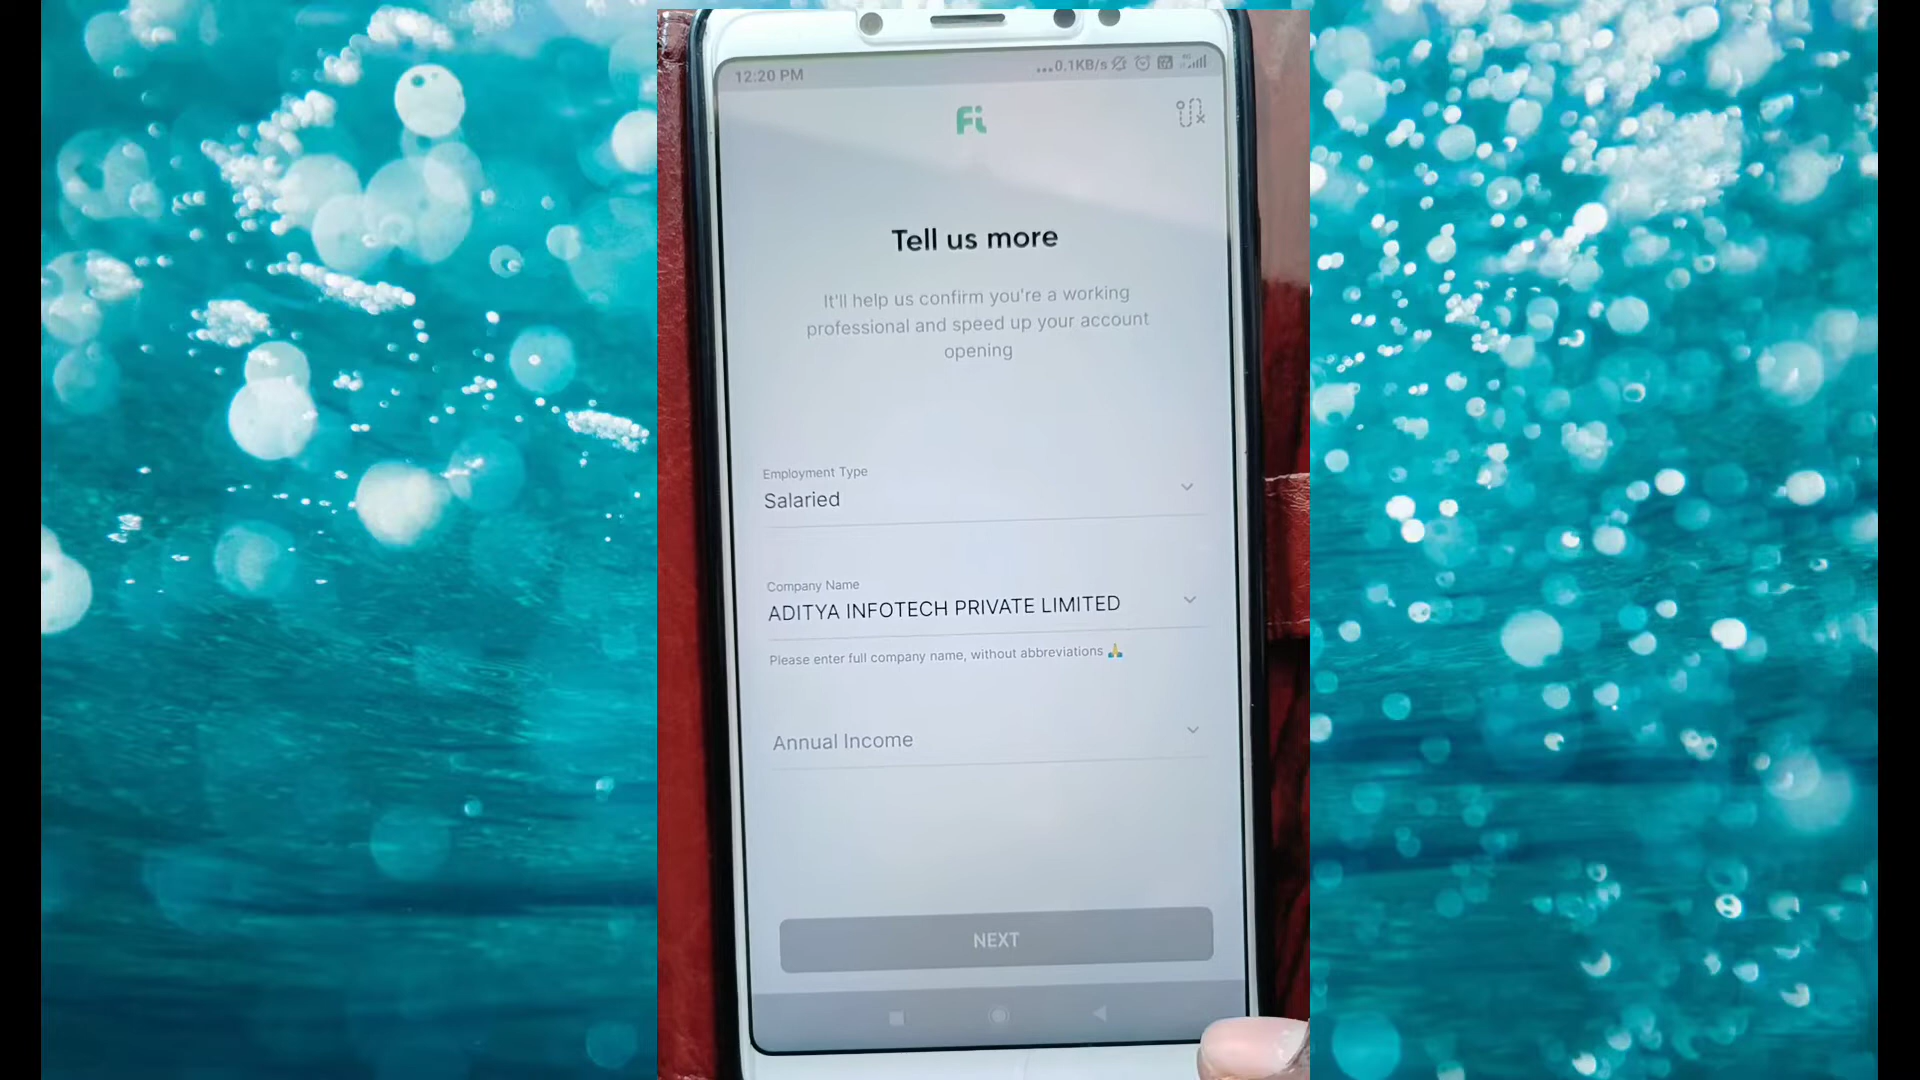 12:20 PM
...0.1KB/s
Fi
Tell us more
It'll help us confirm you're a working
professional and speed up your account
opening
Employment Type
Salaried
Company Name
ADITYA INFOTECH PRIVATE LIMITED
Please enter full company name, without abbreviations 🙏
Annual Income
NEXT